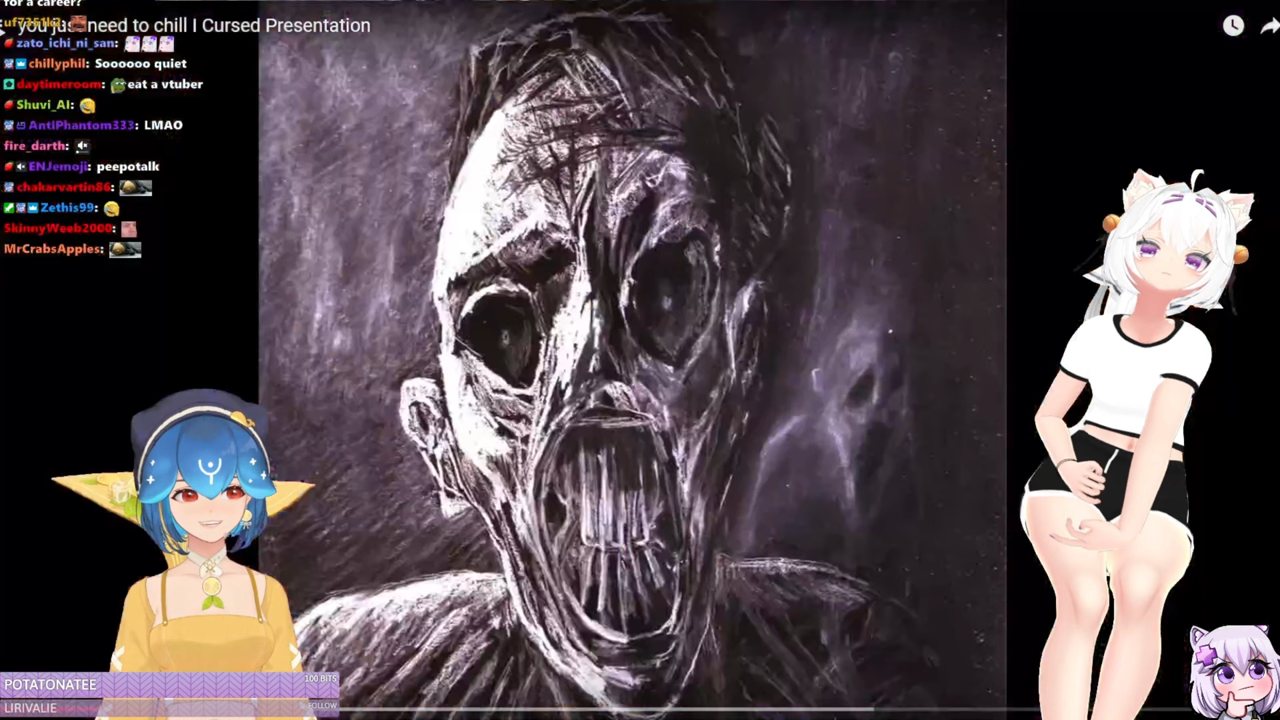 for a career?
you just need to chill I Cursed Presentation
zato_ichi_ni_san:
chillyphil: Soooooo quiet
daytimeroom: eat a vtuber
Shuvi_AI:
AntiPhantom333: LMAO
fire_darth:
ENJemoji: peepotalk
chakarvartin86:
Zethis99:
SkinnyWeeb2000:
MrCrabsApples:
POTATONATEE
100 BITS
LIRIVALIE
FOLLOW